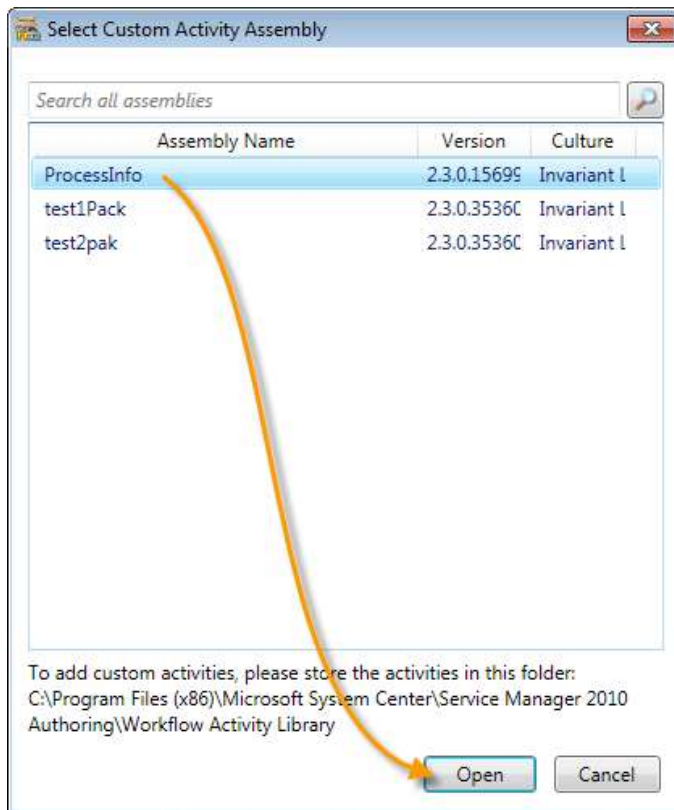 Select Custom Activity Assembly
Search all assemblies
Assembly Name Version Culture
ProcessInfo 2.3.0.15699 Invariant L
test1Pack 2.3.0.3536( Invariant L
test2pak 2.3.0.3536( Invariant L
To add custom activities, please store the activities in this folder:
C:\Program Files (x86)\Microsoft System Center\Service Manager 2010
Authoring\Workflow Activity Library
Open Cancel